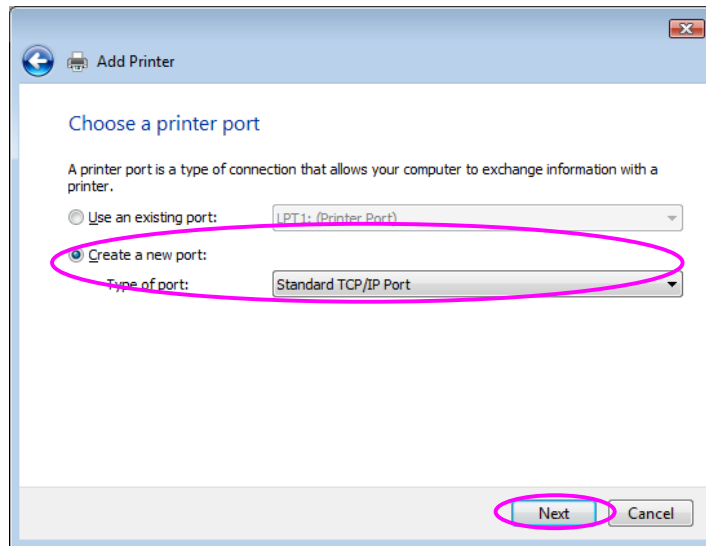 Add Printer
Choose a printer port
A printer port is a type of connection that allows your computer to exchange information with a
printer.
Use an existing port: LPT1: (Printer Port)
Create a new port:
Type of port: Standard TCP/IP Port
Next Cancel